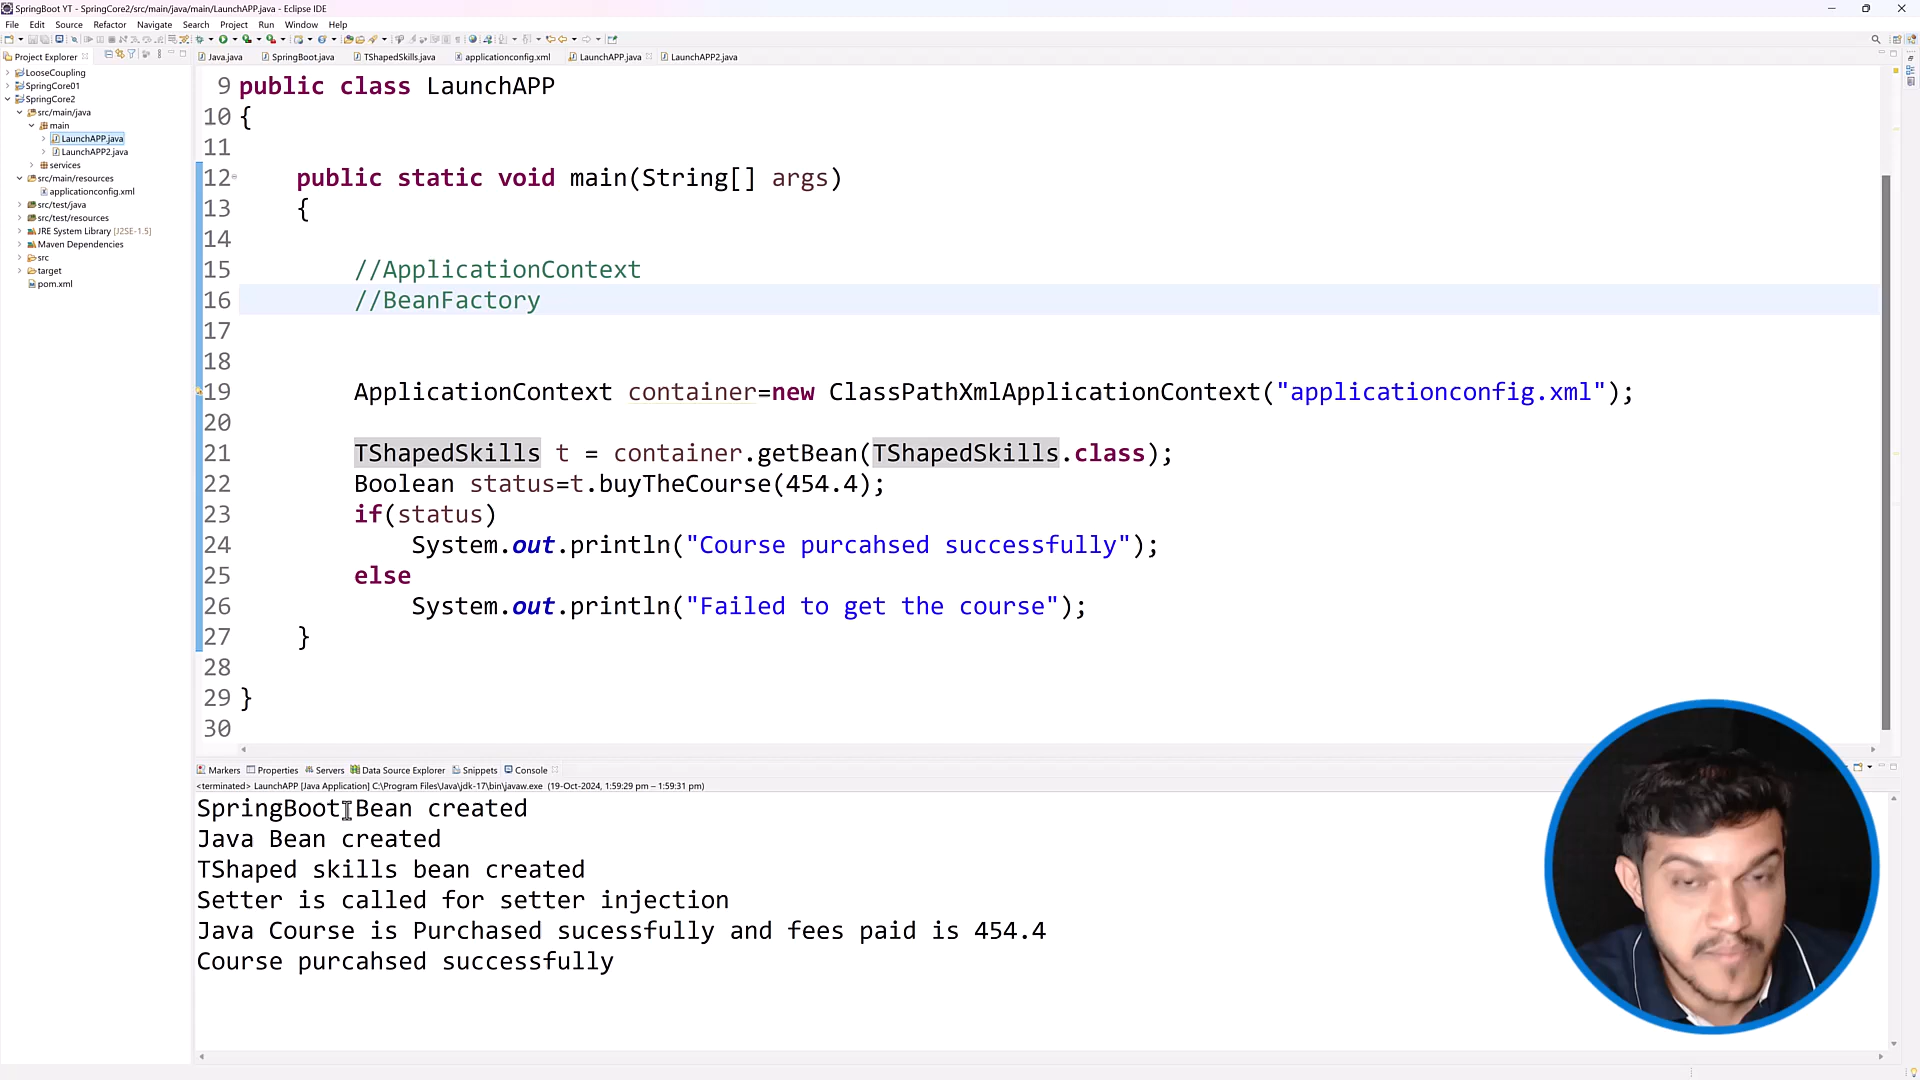 SpringBoot YT - SpringCore2/src/main/java/main/LaunchAPP.java - Eclipse IDE
File Edit Source Refactor Navigate Search Project Run Window Help
Project Explorer
LooseCoupling
SpringCore01
SpringCore2
src/main/java
main
LaunchAPP.java
LaunchAPP2.java
services
src/main/resources
applicationconfig.xml
src/test/java
src/test/resources
JRE System Library [J2SE-1.5]
Maven Dependencies
src
target
pom.xml
Java.java SpringBoot.java TShapedSkills.java applicationconfig.xml LaunchAPP.java LaunchAPP2.java
9 public class LaunchAPP
10 {
11
12 public static void main(String[] args)
13 {
14
15 //ApplicationContext
16 //BeanFactory
17
18
19 ApplicationContext container=new ClassPathXmlApplicationContext("applicationconfig.xml");
20
21 TShapedSkills t = container.getBean(TShapedSkills.class);
22 Boolean status=t.buyTheCourse(454.4);
23 if(status)
24 System.out.println("Course purcahsed successfully");
25 else
26 System.out.println("Failed to get the course");
27 }
28
29 }
30
Markers Properties Servers Data Source Explorer Snippets Console
<terminated> LaunchAPP [Java Application] C:\Program Files\Java\jdk-17\bin\javaw.exe (19-Oct-2024, 1:59:29 pm – 1:59:31 pm)
SpringBoot Bean created
Java Bean created
TShaped skills bean created
Setter is called for setter injection
Java Course is Purchased sucessfully and fees paid is 454.4
Course purcahsed successfully